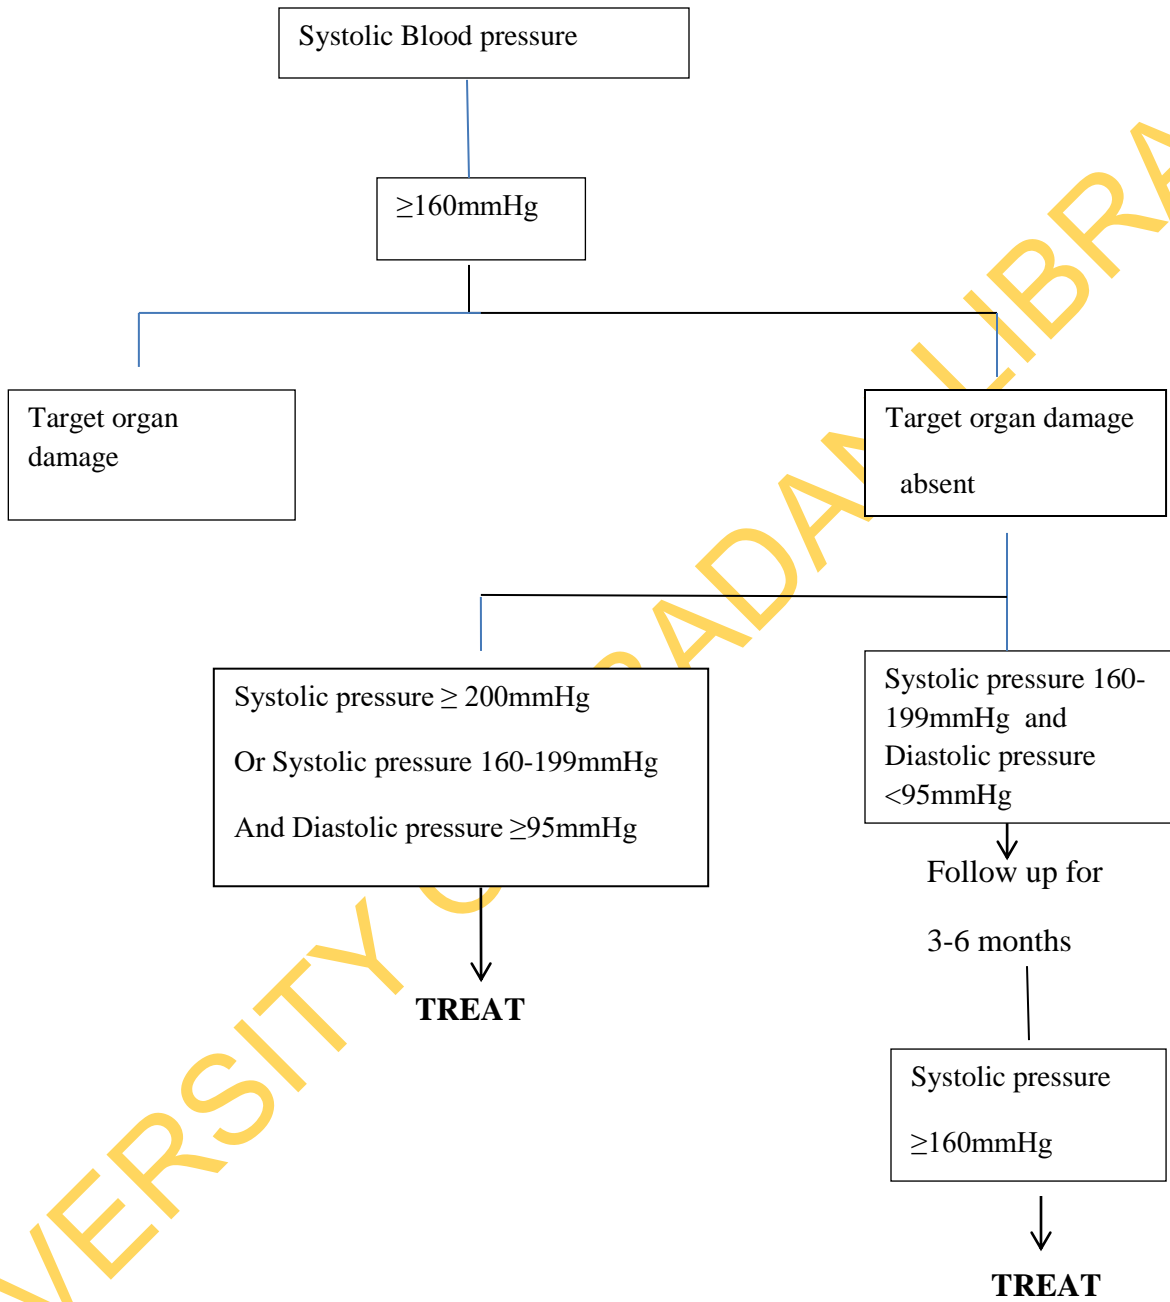 Systolic Blood pressure
≥160mmHg
Target organ
damage
Target organ damage
absent
Systolic pressure ≥ 200mmHg
Or Systolic pressure 160-199mmHg
And Diastolic pressure ≥95mmHg
TREAT
Systolic pressure 160-
199mmHg and
Diastolic pressure
<95mmHg
Follow up for
3-6 months
Systolic pressure
≥160mmHg
TREAT